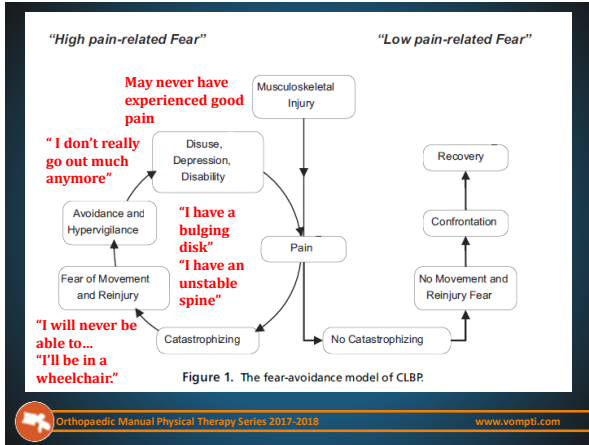 “High pain-related Fear”
“Low pain-related Fear”
May never have
experienced good
pain
Musculoskeletal
Injury
“ I don’t really
go out much
anymore”
Disuse,
Depression,
Disability
Recovery
Avoidance and
Hypervigilance
“I have a
bulging
disk”
“I have an
unstable
spine”
Confrontation
Pain
Fear of Movement
and Reinjury
No Movement and
Reinjury Fear
“I will never be
able to…
“I’ll be in a
wheelchair.”
Catastrophizing
No Catastrophizing
Figure 1. The fear-avoidance model of CLBP.
Orthopaedic Manual Physical Therapy Series 2017-2018
www.vompti.com